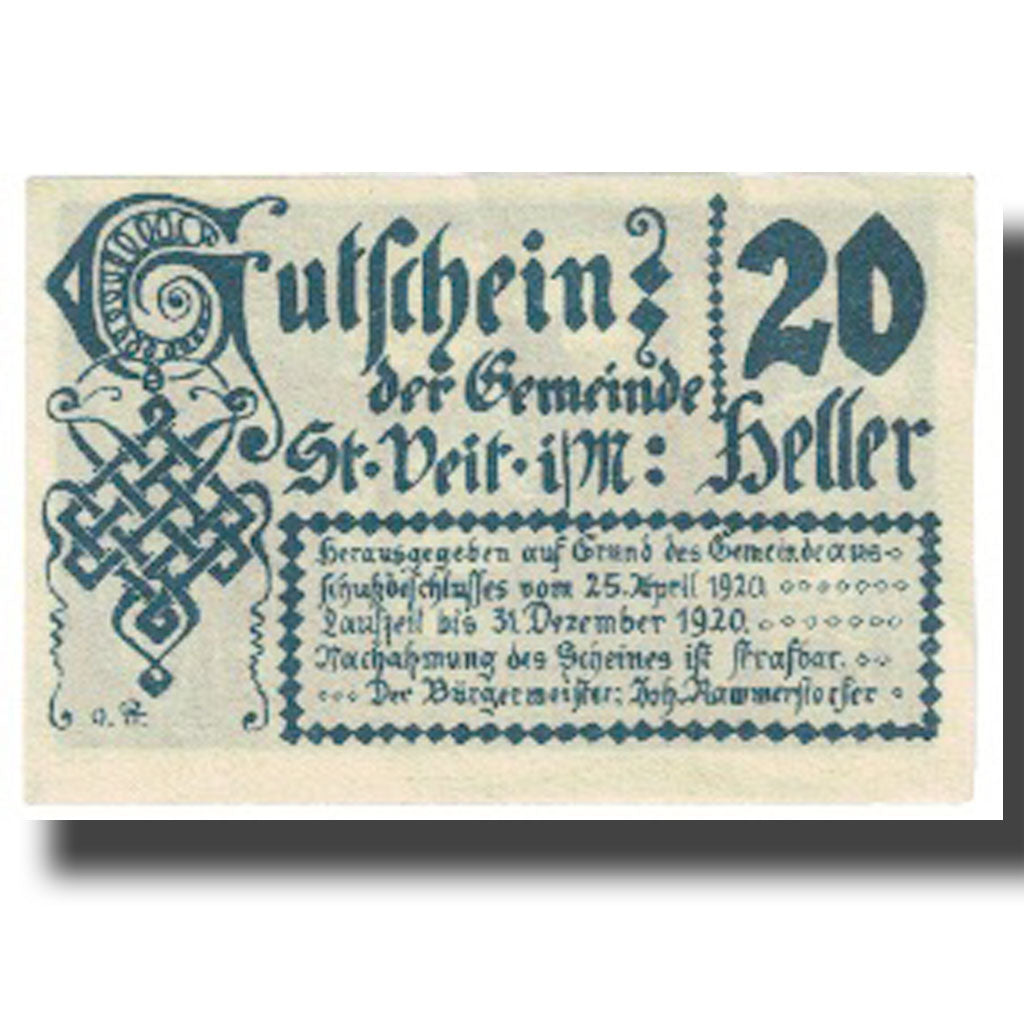 Gutschein
der Gemeinde
St. Veit i/M:
20
Heller
Herausgegeben auf Grund des Gemeindeaus-
schußbeschlusses vom 25. April 1920.
Laufzeit bis 31. Dezember 1920.
Nachahmung des Scheines ist strafbar.
Der Bürgermeister: Joh. Rammerstorfer